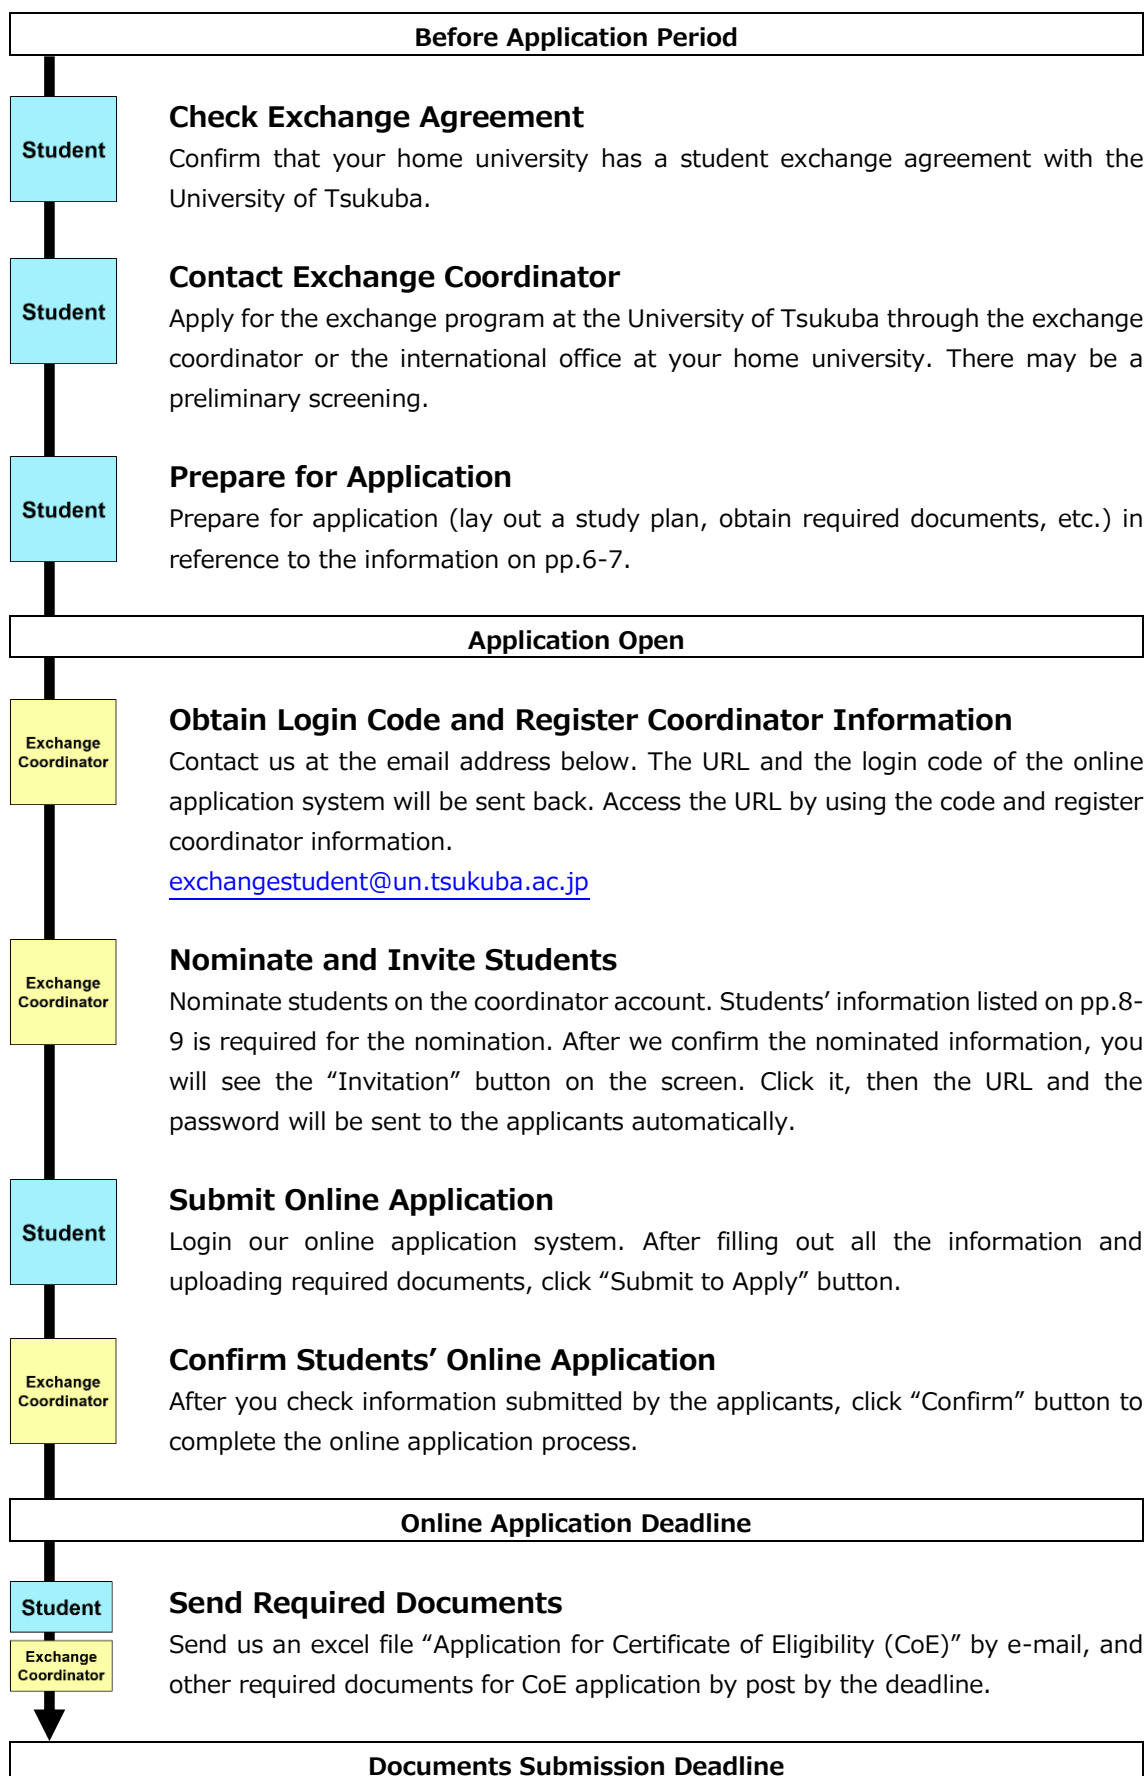 Before Application Period
Student
Check Exchange Agreement
Confirm that your home university has a student exchange agreement with the
University of Tsukuba.
Student
Contact Exchange Coordinator
Apply for the exchange program at the University of Tsukuba through the exchange
coordinator or the international office at your home university. There may be a
preliminary screening.
Student
Prepare for Application
Prepare for application (lay out a study plan, obtain required documents, etc.) in
reference to the information on pp.6-7.
Application Open
Exchange
Coordinator
Obtain Login Code and Register Coordinator Information
Contact us at the email address below. The URL and the login code of the online
application system will be sent back. Access the URL by using the code and register
coordinator information.
exchangestudent@un.tsukuba.ac.jp
Exchange
Coordinator
Nominate and Invite Students
Nominate students on the coordinator account. Students’ information listed on pp.8-
9 is required for the nomination. After we confirm the nominated information, you
will see the “Invitation” button on the screen. Click it, then the URL and the
password will be sent to the applicants automatically.
Student
Submit Online Application
Login our online application system. After filling out all the information and
uploading required documents, click “Submit to Apply” button.
Exchange
Coordinator
Confirm Students’ Online Application
After you check information submitted by the applicants, click “Confirm” button to
complete the online application process.
Online Application Deadline
Student
Exchange
Coordinator
Send Required Documents
Send us an excel file “Application for Certificate of Eligibility (CoE)” by e-mail, and
other required documents for CoE application by post by the deadline.
Documents Submission Deadline